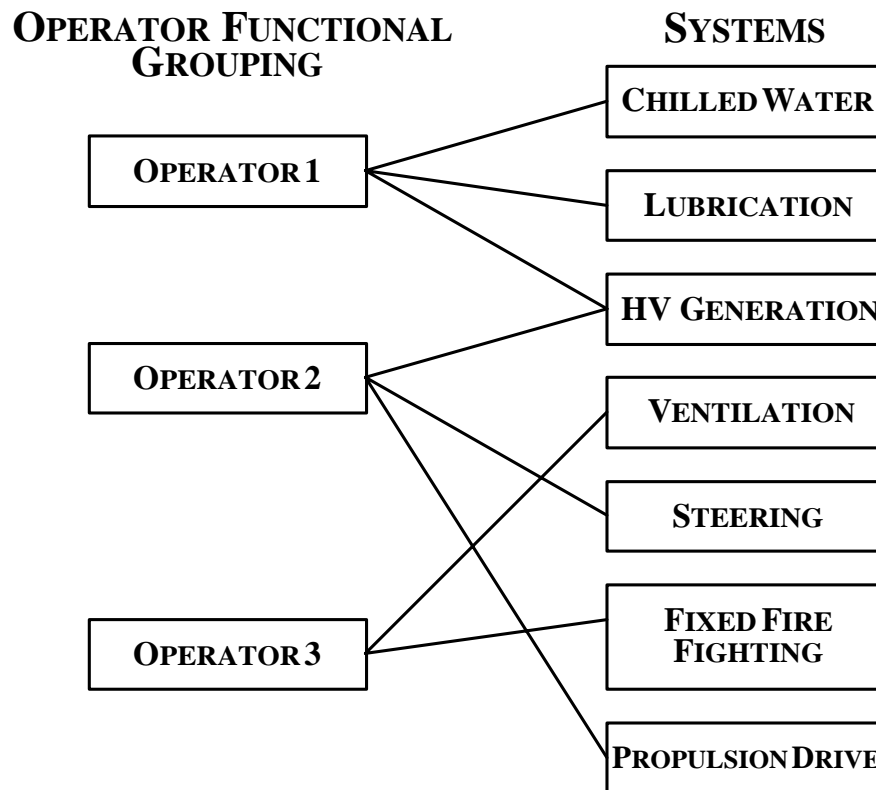 OPERATOR FUNCTIONAL
GROUPING
SYSTEMS
OPERATOR 1
OPERATOR 2
OPERATOR 3
CHILLED WATER
LUBRICATION
HV GENERATION
VENTILATION
STEERING
FIXED FIRE
FIGHTING
PROPULSION DRIVE